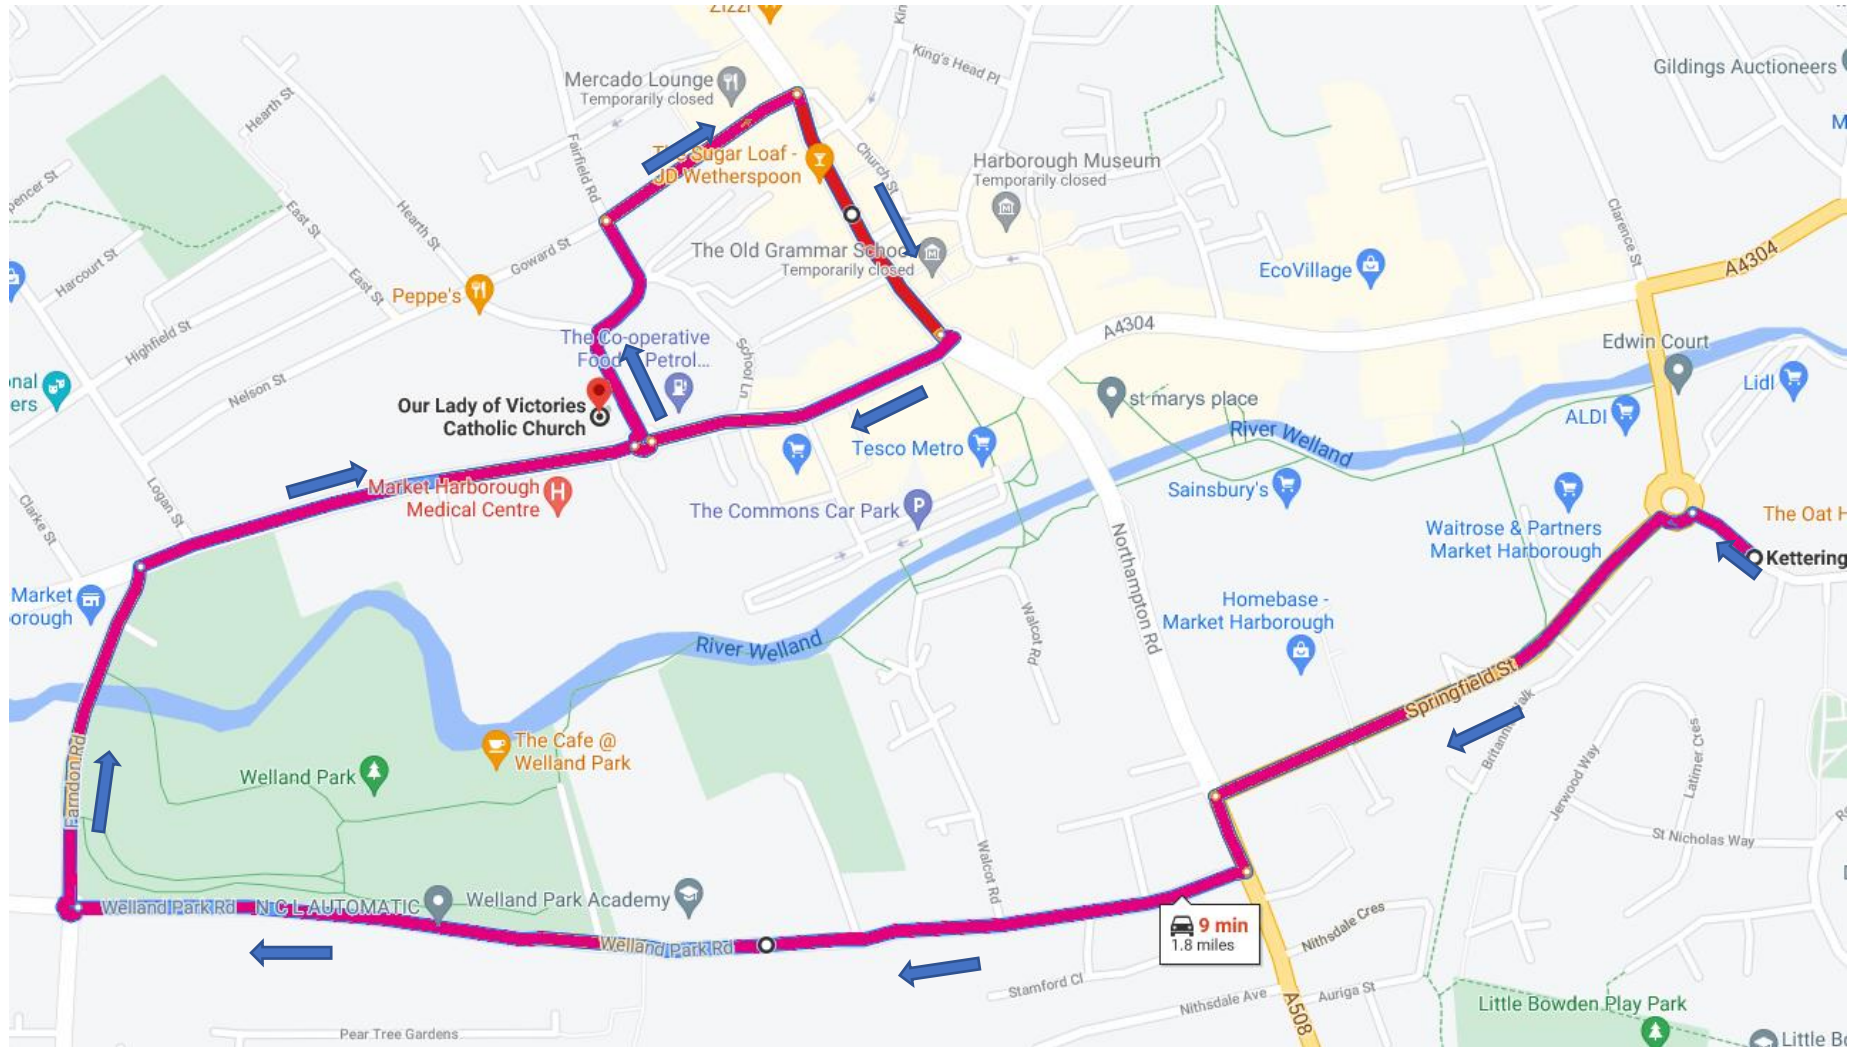 Zizzi
King's Head Pl
Kin
Gildings Auctioneers
M
Mercado Lounge
Temporarily closed
Hearth St
Fairfield Rd
The Sugar Loaf -
JD Wetherspoon
Church St
Harborough Museum
Temporarily closed
pencer St
East St
Hearth St
Clarence St
Goward St
The Old Grammar School
Temporarily closed
A4304
EcoVillage
Harcourt St
East St
Peppe's
Highfield St
The Co-operative
Food Petrol...
School Ln
A4304
Edwin Court
Lidl
onal
ers
Nelson St
Our Lady of Victories
Catholic Church
st marys place
ALDI
River Welland
Tesco Metro
Sainsbury's
Market Harborough
Medical Centre
Logan St
Clarke St
The Commons Car Park
P
Waitrose & Partners
Market Harborough
The Oat H
Kettering
Northampton Rd
Market
orough
Homebase -
Market Harborough
Walcot Rd
River Welland
Springfield St
Britannia Walk
Latimer Cres
Jerwood Way
The Cafe @
Welland Park
Welland Park
Farndon Rd
St Nicholas Way
Walcot Rd
Welland Park Academy
Welland Park Rd
N C L AUTOMATIC
9 min
1.8 miles
Nithsdale Cres
Welland Park Rd
Stamford Cl
Nithsdale Ave
Auriga St
A508
Little Bowden Play Park
Pear Tree Gardens
Little Bo